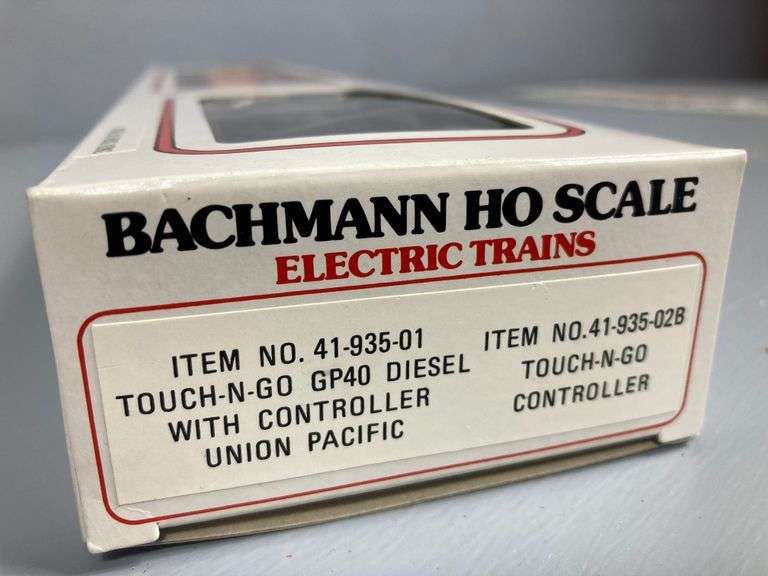 BACHMANN HO SCALE
ELECTRIC TRAINS
ITEM NO. 41-935-01
TOUCH-N-GO GP40 DIESEL
WITH CONTROLLER
UNION PACIFIC
ITEM NO.41-935-02B
TOUCH-N-GO
CONTROLLER